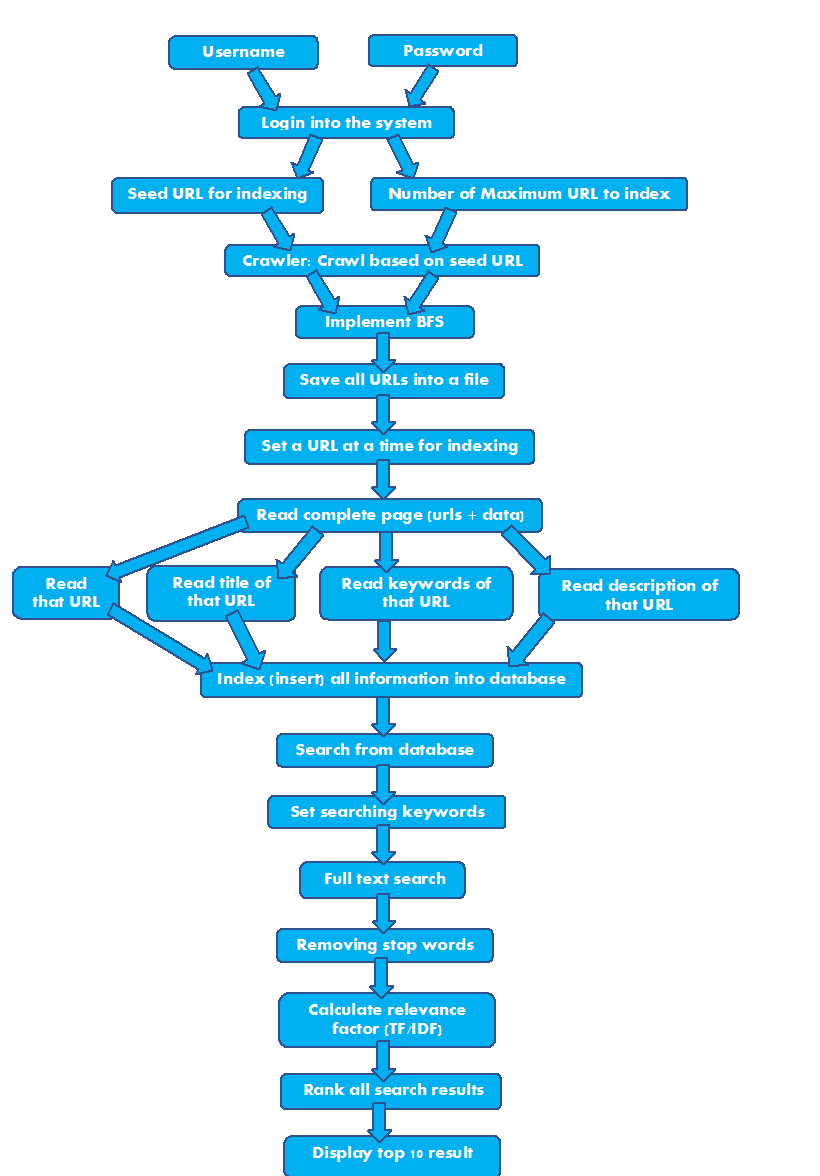 Username
Password
Login into the system
Seed URL for indexing
Number of Maximum URL to index
Crawler: Crawl based on seed URL
Implement BFS
Save all URLs into a file
Set a URL at a time for indexing
Read complete page (urls + data)
Read
that URL
Read title of
that URL
Read keywords of
that URL
Read description of
that URL
Index (insert) all information into database
Search from database
Set searching keywords
Full text search
Removing stop words
Calculate relevance
factor (TF/IDF)
Rank all search results
Display top 10 result